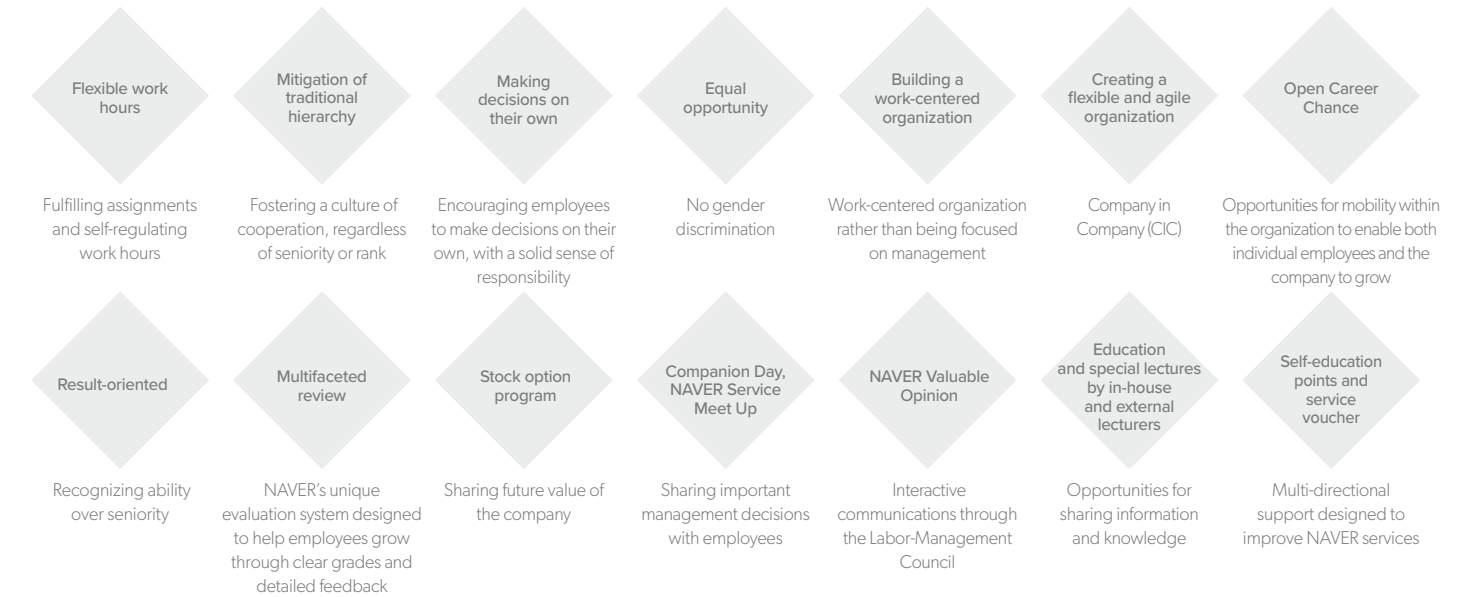 Flexible work
hours
Fulfilling assignments
and self-regulating
work hours
Mitigation of
traditional
hierarchy
Fostering a culture of
cooperation, regardless
of seniority or rank
Making
decisions on
their own
Encouraging employees
to make decisions on their
own, with a solid sense of
responsibility
Equal
opportunity
No gender
discrimination
Building a
work-centered
organization
Work-centered organization
rather than being focused
on management
Creating a
flexible and agile
organization
Company in
Company (CIC)
Open Career
Chance
Opportunities for mobility within
the organization to enable both
individual employees and the
company to grow
Result-oriented
Recognizing ability
over seniority
Multifaceted
review
NAVER's unique
evaluation system designed
to help employees grow
through clear grades and
detailed feedback
Stock option
program
Sharing future value of
the company
Companion Day,
NAVER Service
Meet Up
Sharing important
management decisions
with employees
NAVER Valuable
Opinion
Interactive
communications through
the Labor-Management
Council
Education
and special lectures
by in-house
and external
lecturers
Opportunities for
sharing information
and knowledge
Self-education
points and
service
voucher
Multi-directional
support designed to
improve NAVER services